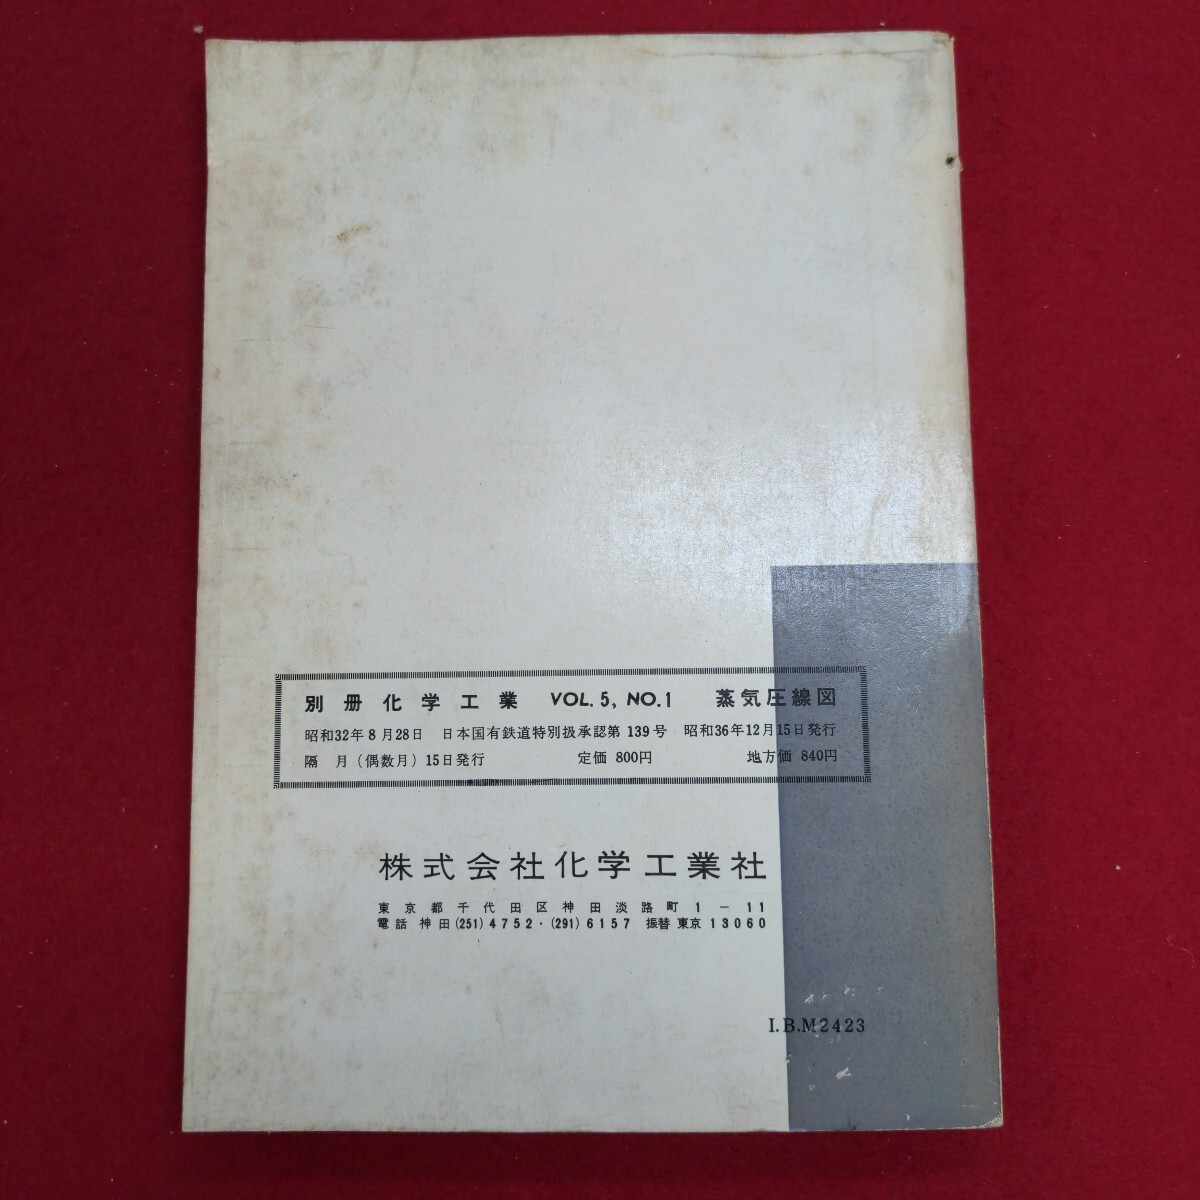 別冊化学工業 VOL. 5, NO. 1 蒸気圧線図
昭和32年8月28日 日本国有鉄道特別扱承認第139号 昭和36年12月15日発行
隔月(偶数月)15日発行 定価 800円 地方価 840円
株式会社化学工業社
東京都千代田区神田淡路町1－11
電話 神田(251)4752・(291)6157 振替 東京 13060
I.B.M2423